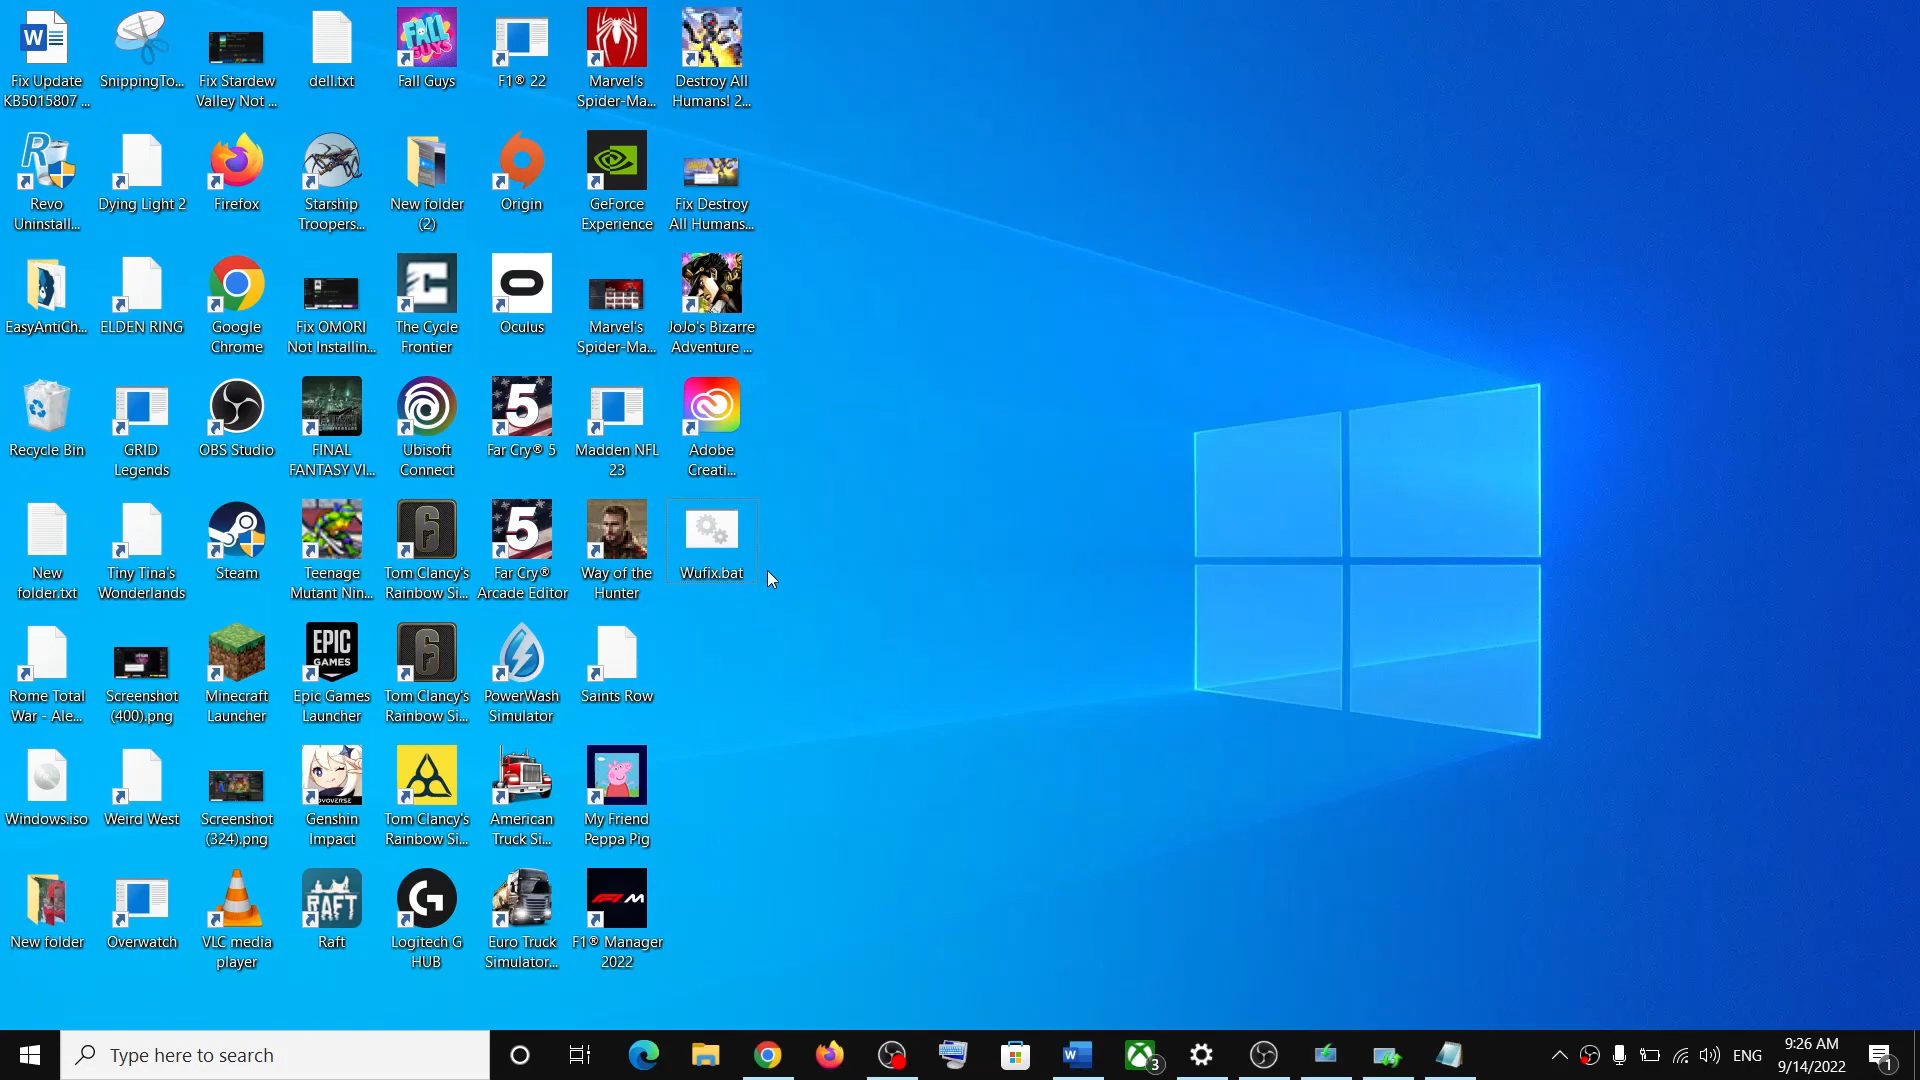 Fix Update
KB5015807 ...
SnippingTo...
Fix Stardew
Valley Not ...
dell.txt
Fall Guys
F1® 22
Marvel's
Spider-Ma...
Destroy All
Humans! 2...
Revo
Uninstall...
Dying Light 2
Firefox
Starship
Troopers...
New folder
(2)
Origin
GeForce
Experience
Fix Destroy
All Humans...
EasyAntiCh...
ELDEN RING
Google
Chrome
Fix OMORI
Not Installin...
The Cycle
Frontier
Oculus
Marvel's
Spider-Ma...
JoJo's Bizarre
Adventure ...
Recycle Bin
GRID
Legends
OBS Studio
FINAL
FANTASY VI...
Ubisoft
Connect
Far Cry® 5
Madden NFL
23
Adobe
Creati...
New
folder.txt
Tiny Tina's
Wonderlands
Steam
Teenage
Mutant Nin...
Tom Clancy's
Rainbow Si...
Far Cry®
Arcade Editor
Way of the
Hunter
Wufix.bat
Rome Total
War - Ale...
Screenshot
(400).png
Minecraft
Launcher
EPIC
GAMES
Epic Games
Launcher
Tom Clancy's
Rainbow Si...
PowerWash
Simulator
Saints Row
Windows.iso
Weird West
Screenshot
(324).png
Genshin
Impact
Tom Clancy's
Rainbow Si...
American
Truck Si...
My Friend
Peppa Pig
New folder
Overwatch
VLC media
player
RAFT
Raft
Logitech G
HUB
Euro Truck
Simulator...
F1® Manager
2022
Type here to search
3
ENG
9:26 AM
9/14/2022
1